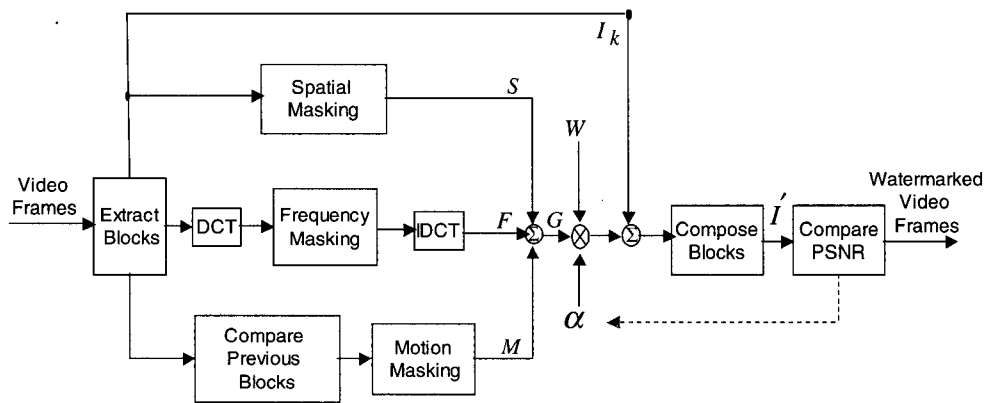 I k
Spatial
Masking
S
W
Video
Frames
Extract
Blocks
DCT
Frequency
Masking
IDCT
F
Σ
G
Σ
Compose
Blocks
I′
Compare
PSNR
Watermarked
Video
Frames
α
Compare
Previous
Blocks
Motion
Masking
M